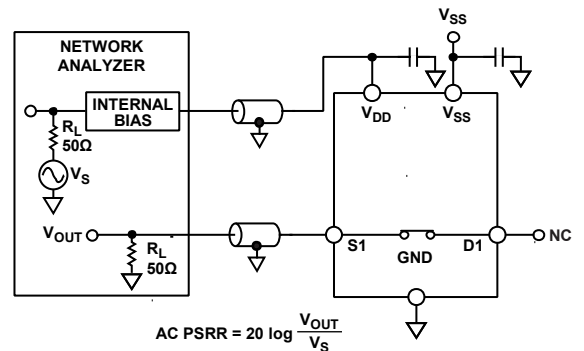 NETWORK
ANALYZER
INTERNAL
BIAS
R_L
50Ω
V_S
V_OUT
R_L
50Ω
V_SS
V_DD
V_SS
S1
GND
D1
NC
AC PSRR = 20 log V_OUT / V_S